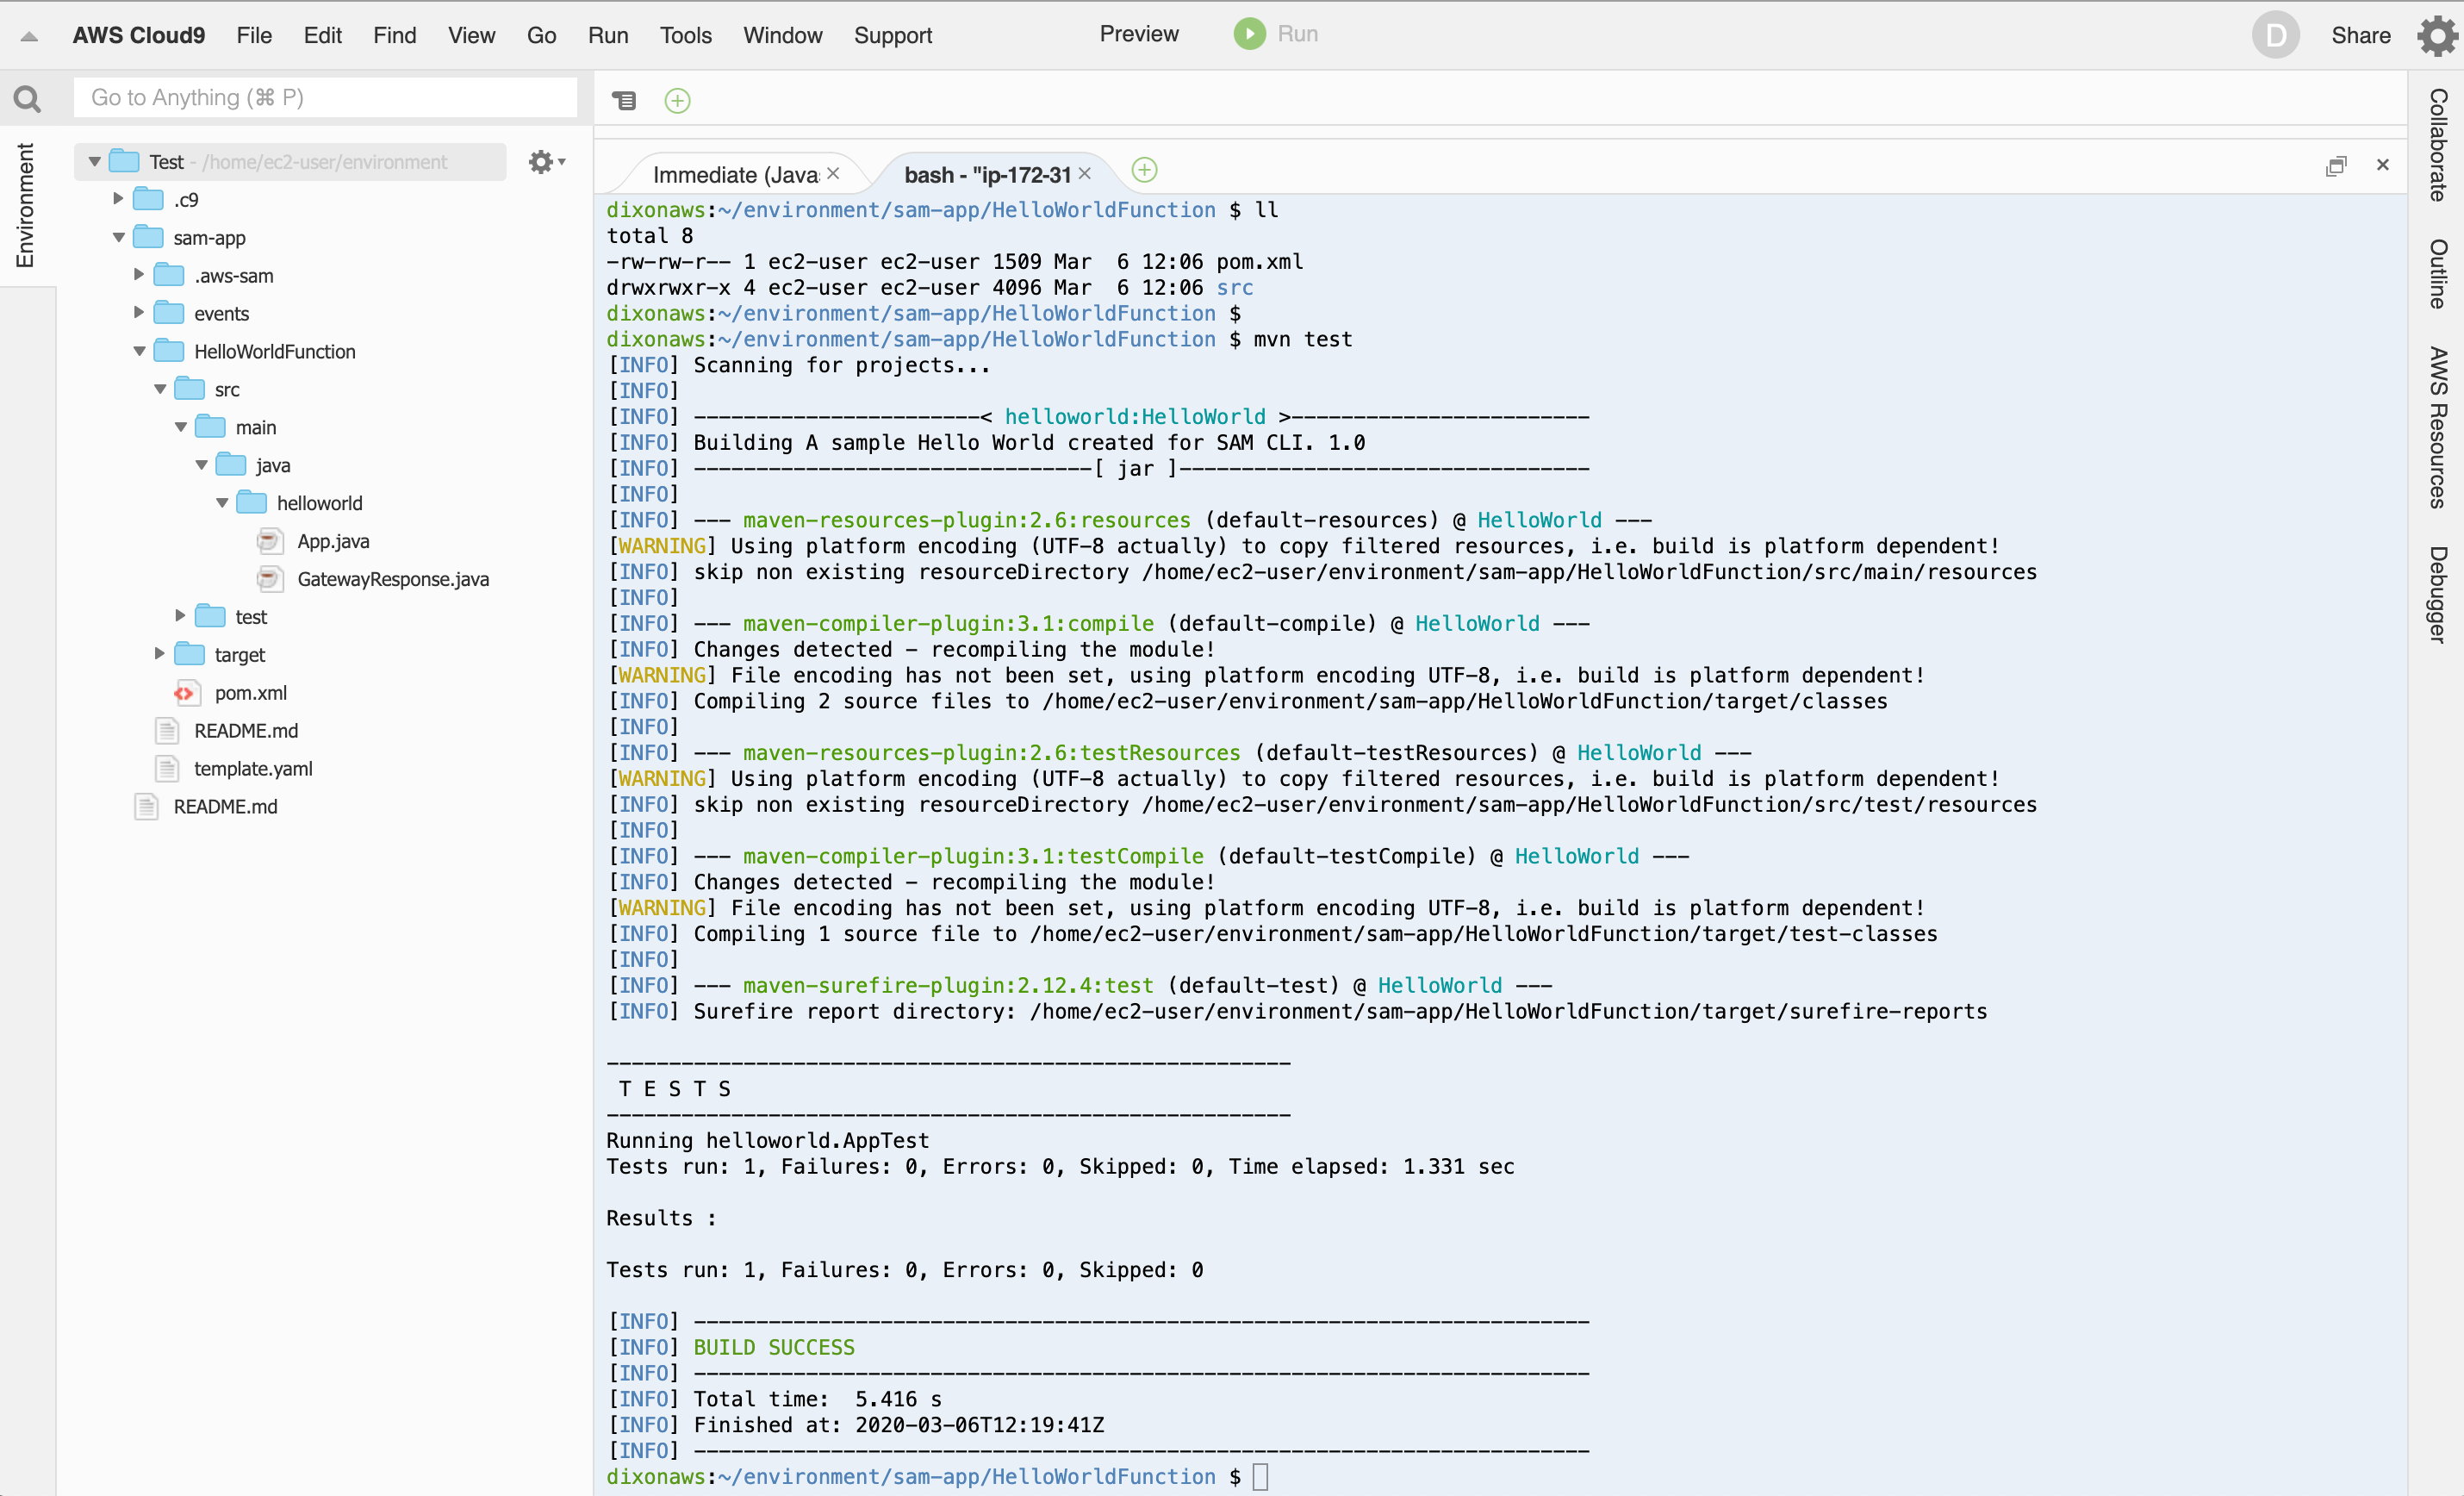 AWS Cloud9 File Edit Find View Go Run Tools Window Support Preview Run D Share
Go to Anything (⌘ P)
Environment
Test - /home/ec2-user/environment
.c9
sam-app
.aws-sam
events
HelloWorldFunction
src
main
java
helloworld
App.java
GatewayResponse.java
test
target
pom.xml
README.md
template.yaml
README.md
Immediate (Java
bash - "ip-172-31
dixonaws:~/environment/sam-app/HelloWorldFunction $ ll
total 8
-rw-rw-r-- 1 ec2-user ec2-user 1509 Mar  6 12:06 pom.xml
drwxrwxr-x 4 ec2-user ec2-user 4096 Mar  6 12:06 src
dixonaws:~/environment/sam-app/HelloWorldFunction $
dixonaws:~/environment/sam-app/HelloWorldFunction $ mvn test
[INFO] Scanning for projects...
[INFO]
[INFO] -----------------------< helloworld:HelloWorld >------------------------
[INFO] Building A sample Hello World created for SAM CLI. 1.0
[INFO] --------------------------------[ jar ]---------------------------------
[INFO]
[INFO] --- maven-resources-plugin:2.6:resources (default-resources) @ HelloWorld ---
[WARNING] Using platform encoding (UTF-8 actually) to copy filtered resources, i.e. build is platform dependent!
[INFO] skip non existing resourceDirectory /home/ec2-user/environment/sam-app/HelloWorldFunction/src/main/resources
[INFO]
[INFO] --- maven-compiler-plugin:3.1:compile (default-compile) @ HelloWorld ---
[INFO] Changes detected - recompiling the module!
[WARNING] File encoding has not been set, using platform encoding UTF-8, i.e. build is platform dependent!
[INFO] Compiling 2 source files to /home/ec2-user/environment/sam-app/HelloWorldFunction/target/classes
[INFO]
[INFO] --- maven-resources-plugin:2.6:testResources (default-testResources) @ HelloWorld ---
[WARNING] Using platform encoding (UTF-8 actually) to copy filtered resources, i.e. build is platform dependent!
[INFO] skip non existing resourceDirectory /home/ec2-user/environment/sam-app/HelloWorldFunction/src/test/resources
[INFO]
[INFO] --- maven-compiler-plugin:3.1:testCompile (default-testCompile) @ HelloWorld ---
[INFO] Changes detected - recompiling the module!
[WARNING] File encoding has not been set, using platform encoding UTF-8, i.e. build is platform dependent!
[INFO] Compiling 1 source file to /home/ec2-user/environment/sam-app/HelloWorldFunction/target/test-classes
[INFO]
[INFO] --- maven-surefire-plugin:2.12.4:test (default-test) @ HelloWorld ---
[INFO] Surefire report directory: /home/ec2-user/environment/sam-app/HelloWorldFunction/target/surefire-reports
-------------------------------------------------------
T E S T S
-------------------------------------------------------
Running helloworld.AppTest
Tests run: 1, Failures: 0, Errors: 0, Skipped: 0, Time elapsed: 1.331 sec
Results :
Tests run: 1, Failures: 0, Errors: 0, Skipped: 0
[INFO] ------------------------------------------------------------------------
[INFO] BUILD SUCCESS
[INFO] ------------------------------------------------------------------------
[INFO] Total time:  5.416 s
[INFO] Finished at: 2020-03-06T12:19:41Z
[INFO] ------------------------------------------------------------------------
dixonaws:~/environment/sam-app/HelloWorldFunction $
Collaborate
Outline
AWS Resources
Debugger